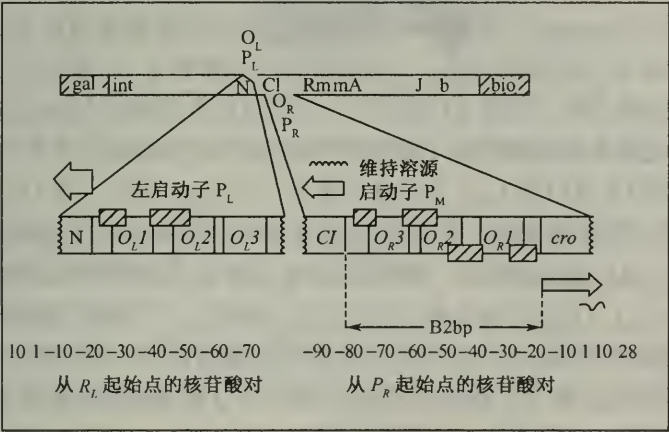 O_L
P_L
gal int N CI RmmA J b bio
O_R
P_R
维持溶源
左启动子 P_L 启动子 P_M
N O_L1 O_L2 O_L3 CI O_R3 O_R2 O_R1 cro
B2bp
10 1 -10 -20 -30 -40 -50 -60 -70 -90 -80 -70 -60 -50 -40 -30 -20 -10 1 10 28
从 R_L 起始点的核苷酸对 从 P_R 起始点的核苷酸对